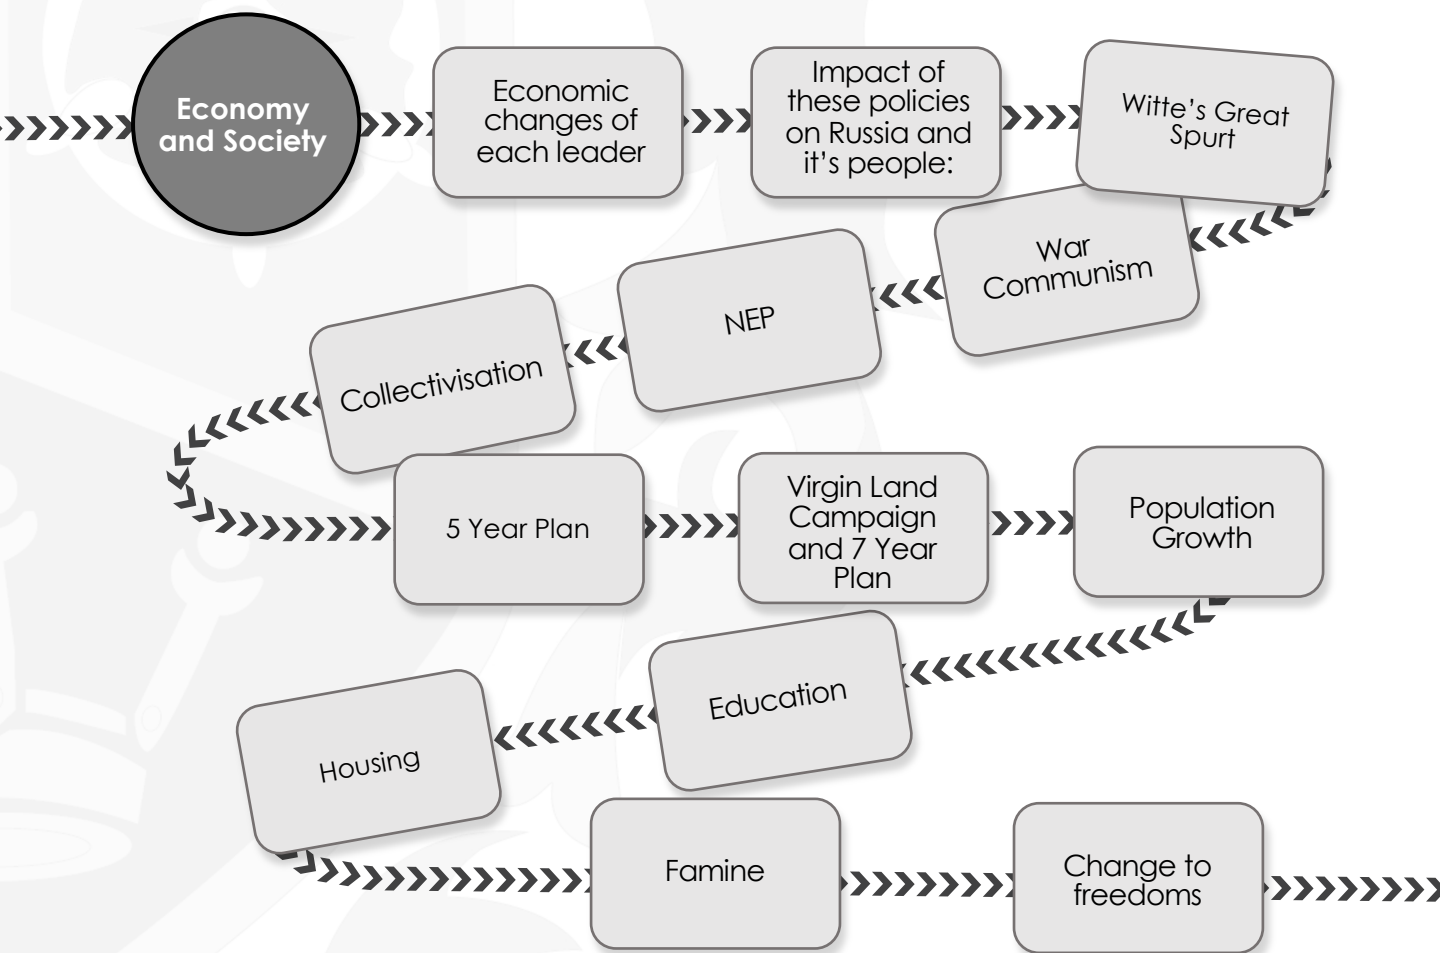 Economy
and Society
Economic
changes of
each leader
Impact of
these policies
on Russia and
it's people:
Witte's Great
Spurt
War
Communism
NEP
Collectivisation
5 Year Plan
Virgin Land
Campaign
and 7 Year
Plan
Population
Growth
Education
Housing
Famine
Change to
freedoms